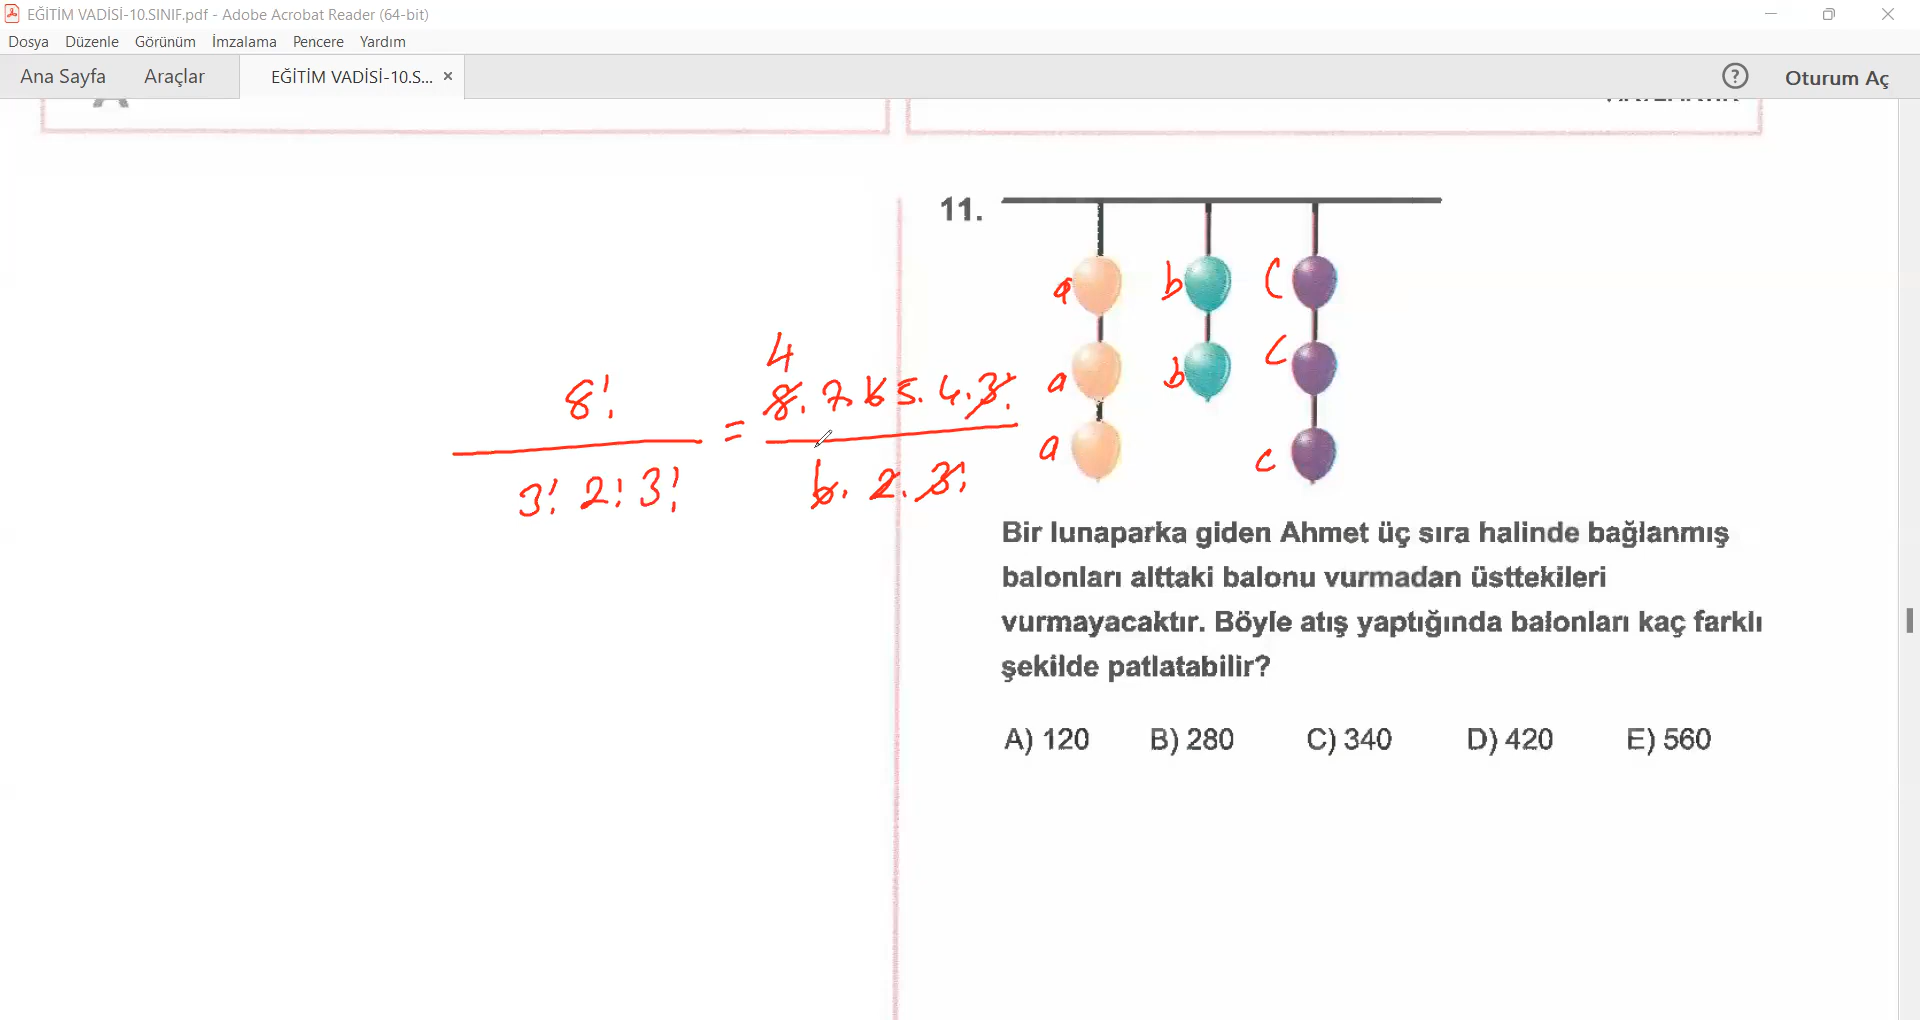 EĞİTİM VADİSİ-10.SINIF.pdf - Adobe Acrobat Reader (64-bit)
Dosya Düzenle Görünüm İmzalama Pencere Yardım
Ana Sayfa Araçlar EĞİTİM VADİSİ-10.S... × ? Oturum Aç
11.
a b C
a b C
a c
4
8! = 8.7.6.5.4.3!
3! 2! 3! 6.2.3!
Bir lunaparka giden Ahmet üç sıra halinde bağlanmış
balonları alttaki balonu vurmadan üsttekileri
vurmayacaktır. Böyle atış yaptığında balonları kaç farklı
şekilde patlatabilir?
A) 120 B) 280 C) 340 D) 420 E) 560